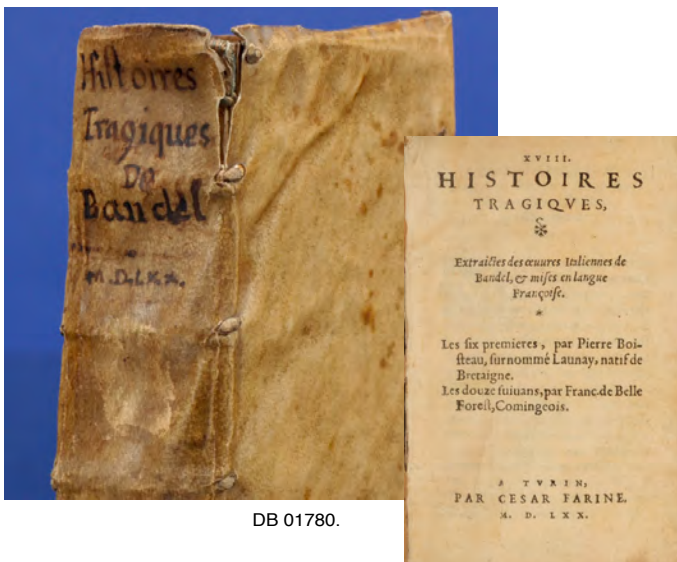 Histoires
Tragiques
De
Bandel
M.D.LXX.
XVIII.
HISTOIRES
TRAGIQVES,
Extraictes des œuures Italiennes de
Bandel, & mises en langue
Françoise.
*
Les six premieres, par Pierre Boi-
steau, surnommé Launay, natif de
Bretaigne.
Les douze suiuans, par Franc. de Belle
Forest, Comingeois.
A TVRIN,
PAR CESAR FARINE.
M. D. LXX.
DB 01780.